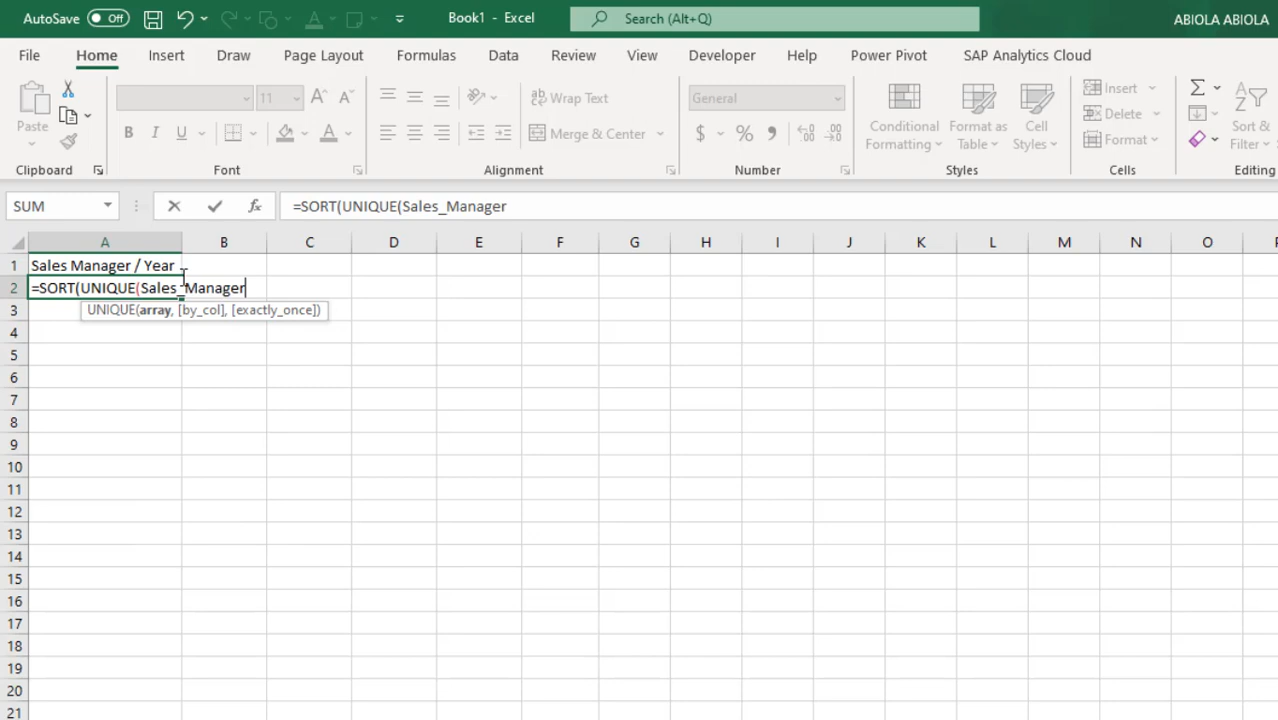 AutoSave Off Book1 - Excel Search (Alt+Q) ABIOLA ABIOLA
File Home Insert Draw Page Layout Formulas Data Review View Developer Help Power Pivot SAP Analytics Cloud
Paste
11 A^ A˅
B I U A
Wrap Text
Merge & Center
General
$ % 9
Conditional Formatting
Format as Table
Cell Styles
Insert
Delete
Format
Σ
Sort & Filter
Clipboard Font Alignment Number Styles Cells Editing
SUM fx =SORT(UNIQUE(Sales_Manager
A B C D E F G H I J K L M N O
1 Sales Manager / Year
2 =SORT(UNIQUE(Sales_Manager
3 UNIQUE(array, [by_col], [exactly_once])
4
5
6
7
8
9
10
11
12
13
14
15
16
17
18
19
20
21